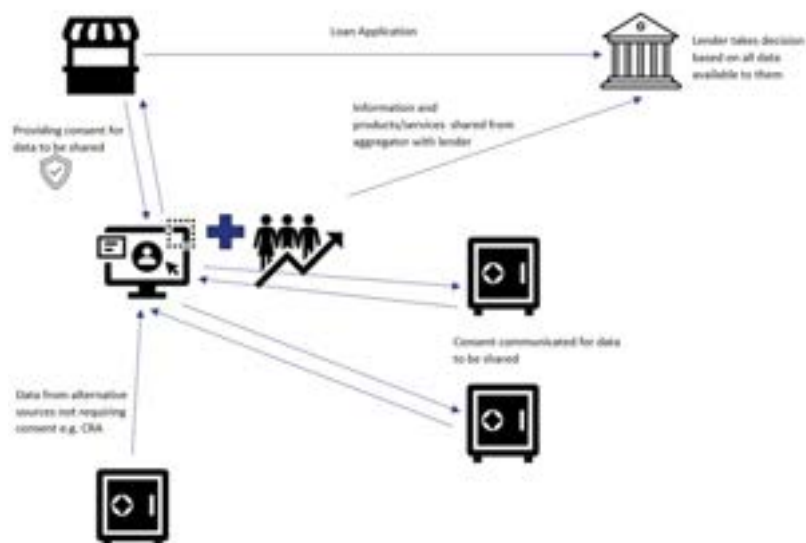 Loan Application
Lender takes decision
based on all data
available to them
Information and
products/services shared from
aggregator with lender
Providing consent for
data to be shared
Consent communicated for data
to be shared
Data from alternative
sources not requiring
consent e.g. CRA